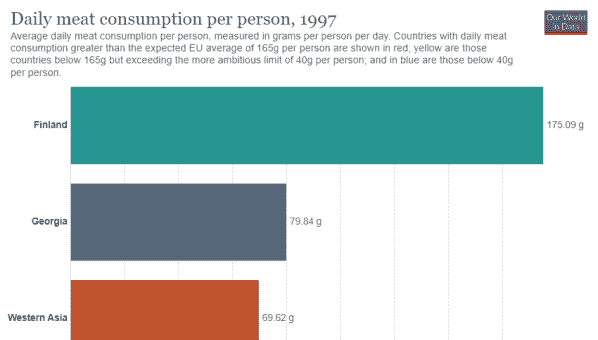 Daily meat consumption per person, 1997
Our World
in Data
Average daily meat consumption per person, measured in grams per person per day. Countries with daily meat
consumption greater than the expected EU average of 165g per person are shown in red; yellow are those
countries below 165g but exceeding the more ambitious limit of 40g per person; and in blue are those below 40g
per person.
Finland 175.09 g
Georgia 79.84 g
Western Asia 69.62 g